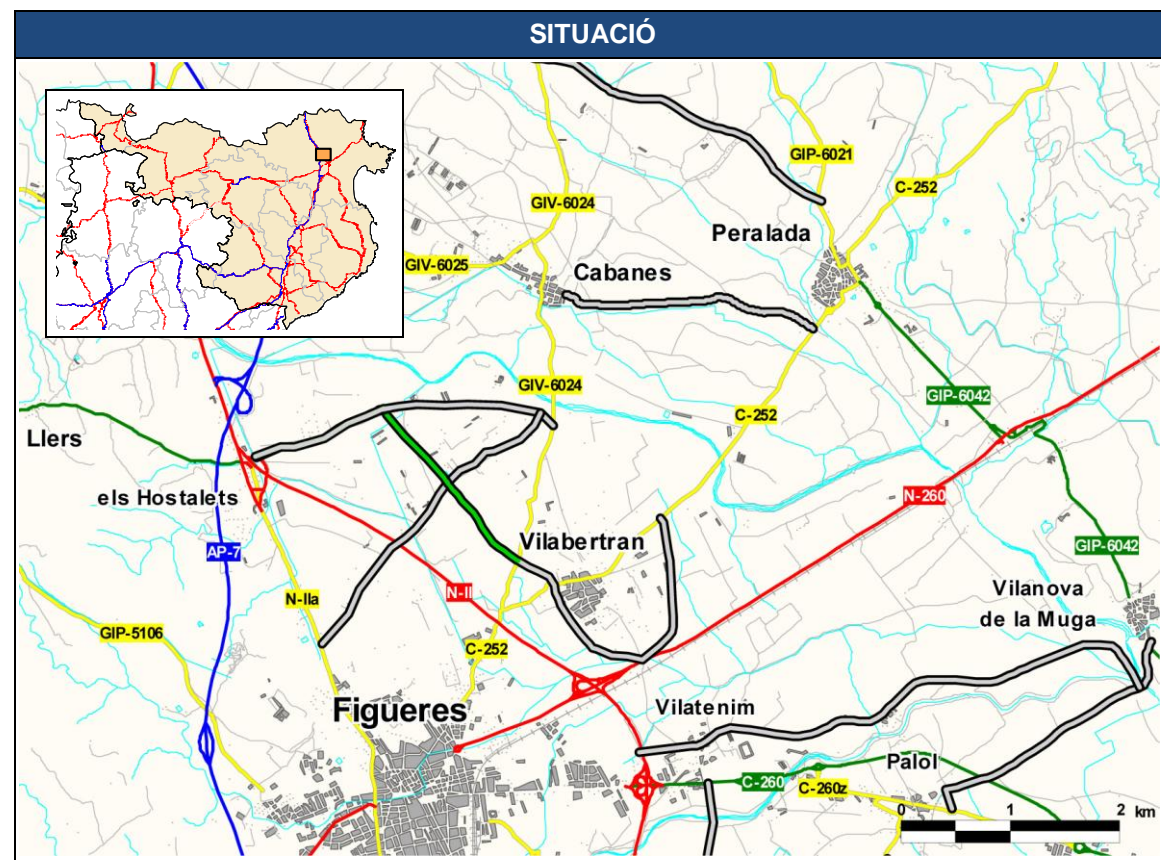 SITUACIÓ
GIP-6021
C-252
GIV-6024
Peralada
GIV-6025
Cabanes
GIV-6024
GIP-6042
C-252
Llers
els Hostalets
N-260
AP-7
Vilabertran
GIP-6042
N-IIa
N-II
Vilanova
de la Muga
GIP-5106
C-252
Figueres
Vilatenim
Palol
C-260
C-260z
0 1 2 km